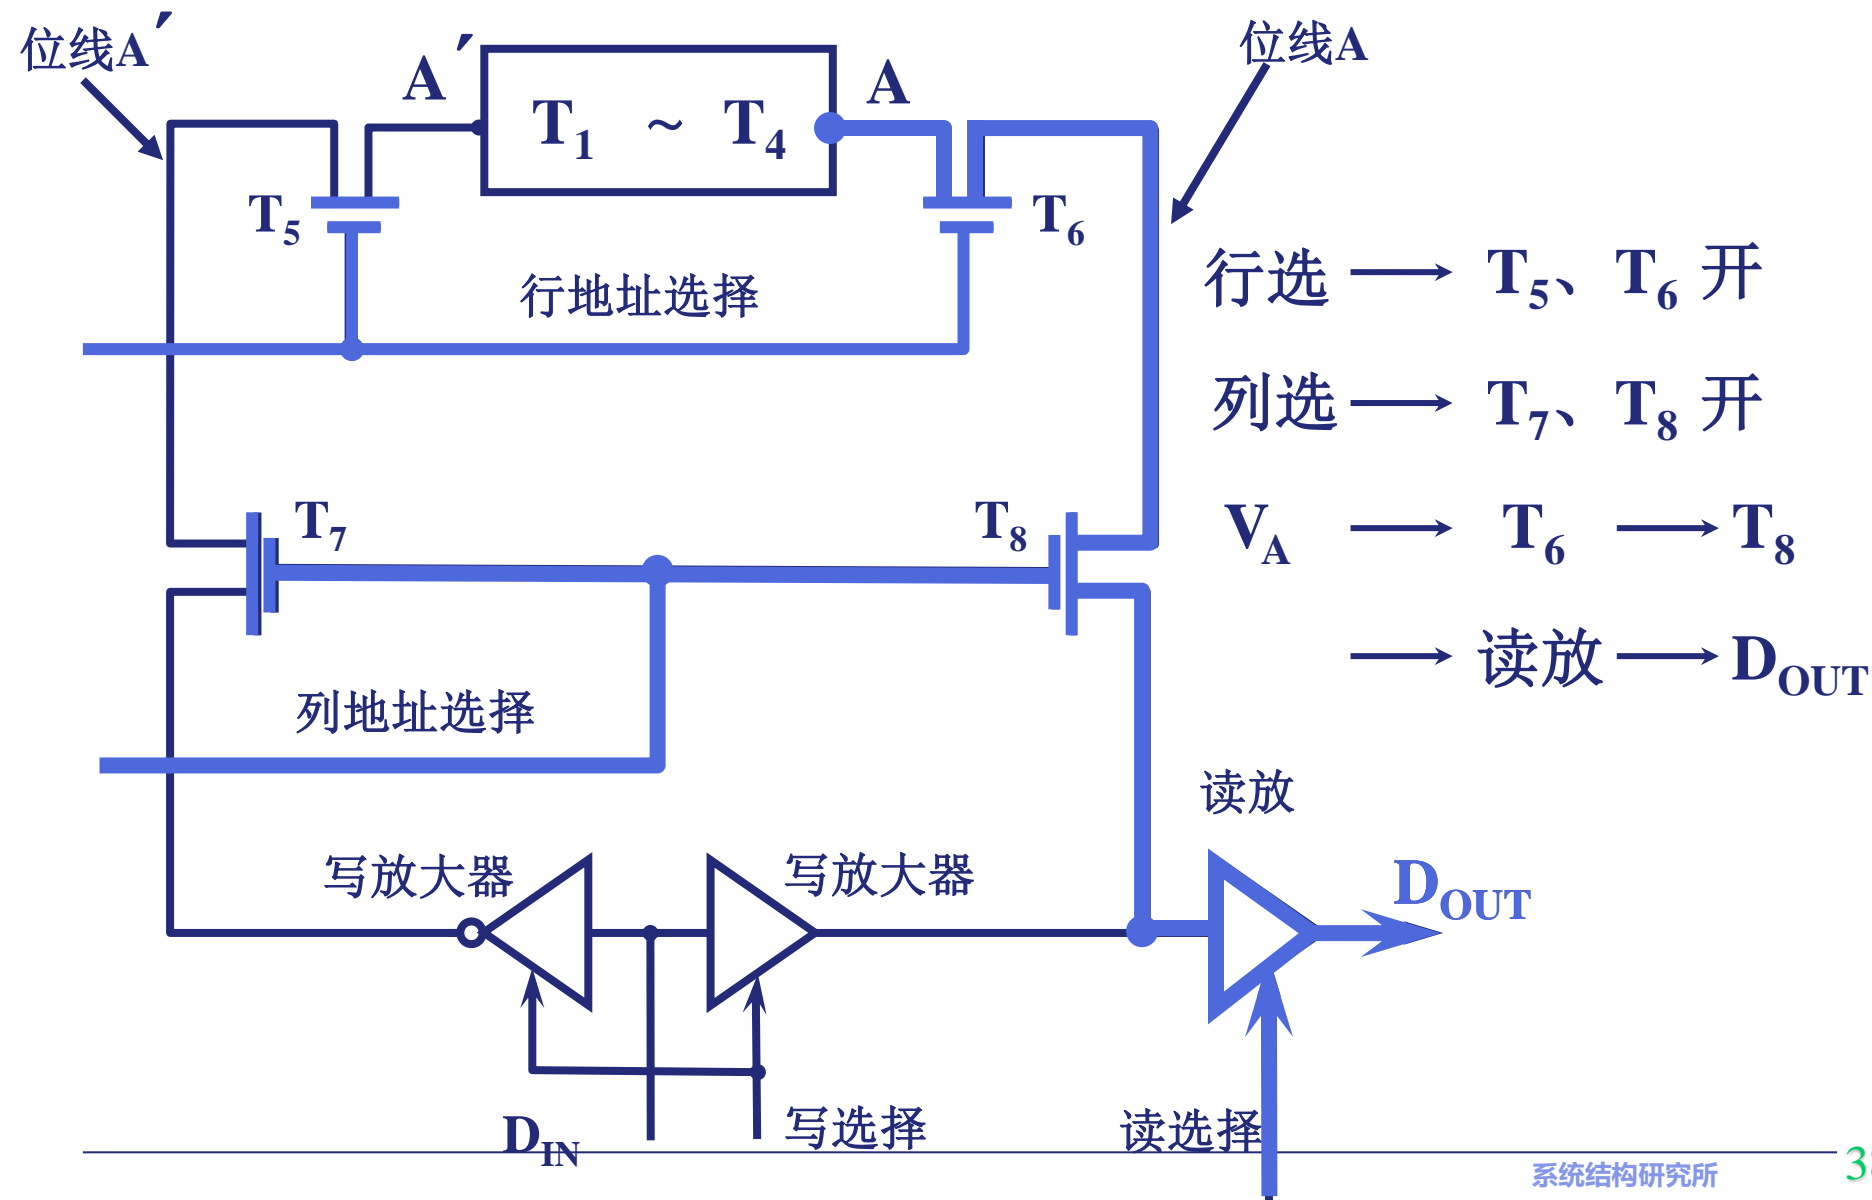 位线A′
A′
T1 ~ T4
A
位线A
T5
T6
行地址选择
行选 → T5、 T6 开
列选 → T7、 T8 开
T7
T8
VA → T6 → T8
→ 读放 → DOUT
列地址选择
读放
写放大器
写放大器
DOUT
DIN
写选择
读选择
系统结构研究所